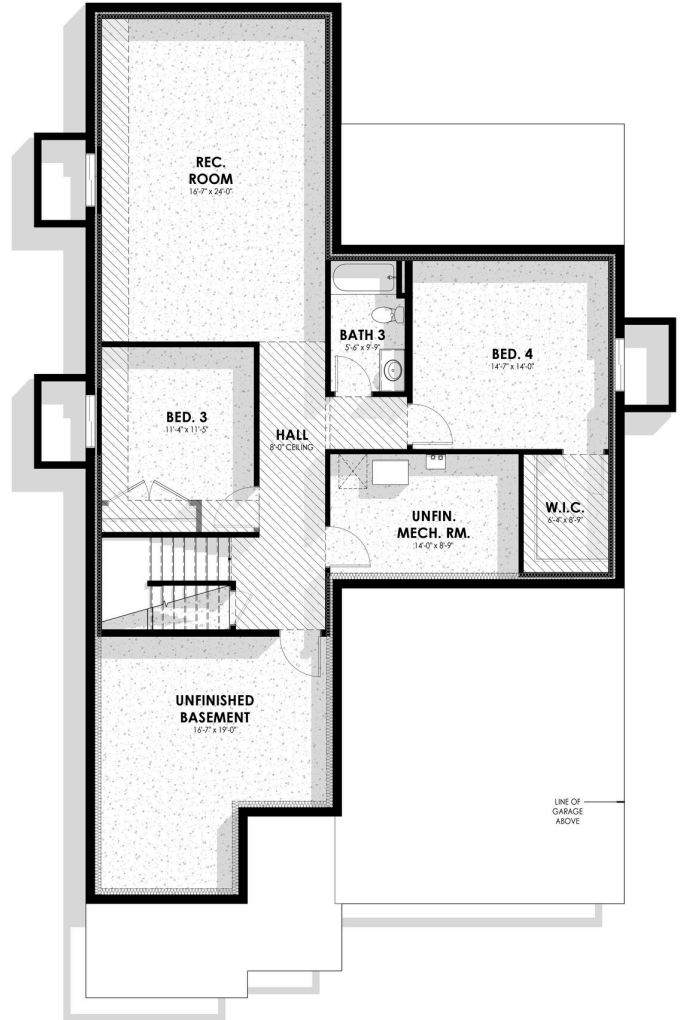 REC.
ROOM
16'-7" x 24'-0"
BATH 3
5'-6" x 9'-9"
BED. 4
14'-7" x 14'-0"
BED. 3
11'-4" x 11'-5"
HALL
8'-0" CEILING
UNFIN.
MECH. RM.
14'-0" x 8'-9"
W.I.C.
6'-4" x 8'-9"
UNFINISHED
BASEMENT
16'-7" x 19'-0"
LINE OF
GARAGE
ABOVE